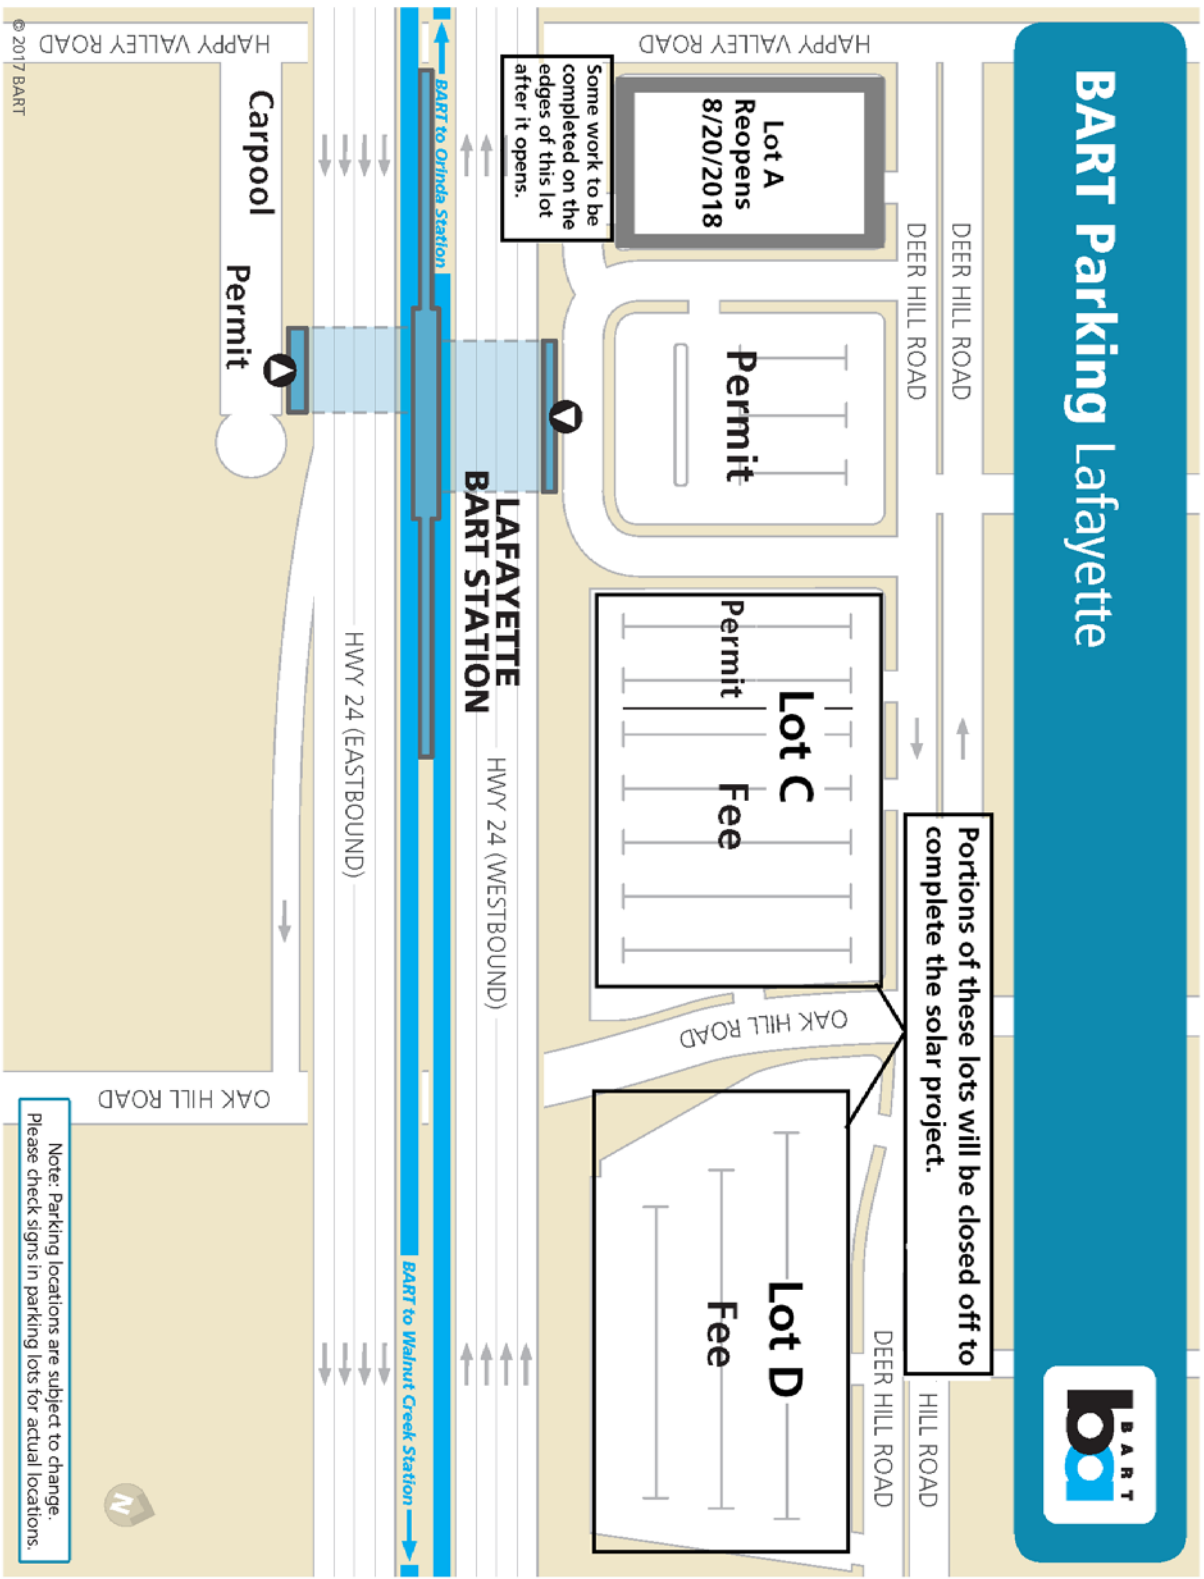 BART Parking Lafayette
BART
ba
HAPPY VALLEY ROAD
DEER HILL ROAD
DEER HILL ROAD
Lot A
Reopens
8/20/2018
Some work to be
completed on the
edges of this lot
after it opens.
Permit
Permit
Lot C
Fee
Portions of these lots will be closed off to
complete the solar project.
OAK HILL ROAD
Lot D
Fee
HILL ROAD
DEER HILL ROAD
LAFAYETTE
BART STATION
HWY 24 (WESTBOUND)
BART to Orinda Station
BART to Walnut Creek Station
HWY 24 (EASTBOUND)
HAPPY VALLEY ROAD
Carpool
Permit
OAK HILL ROAD
N
Note: Parking locations are subject to change.
Please check signs in parking lots for actual locations.
© 2017 BART